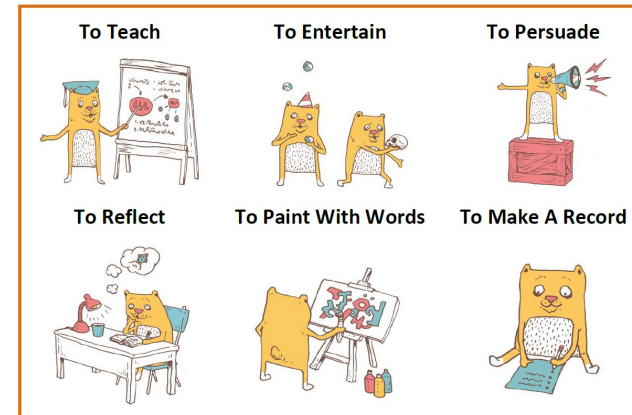 To Teach
To Entertain
To Persuade
To Reflect
To Paint With Words
To Make A Record